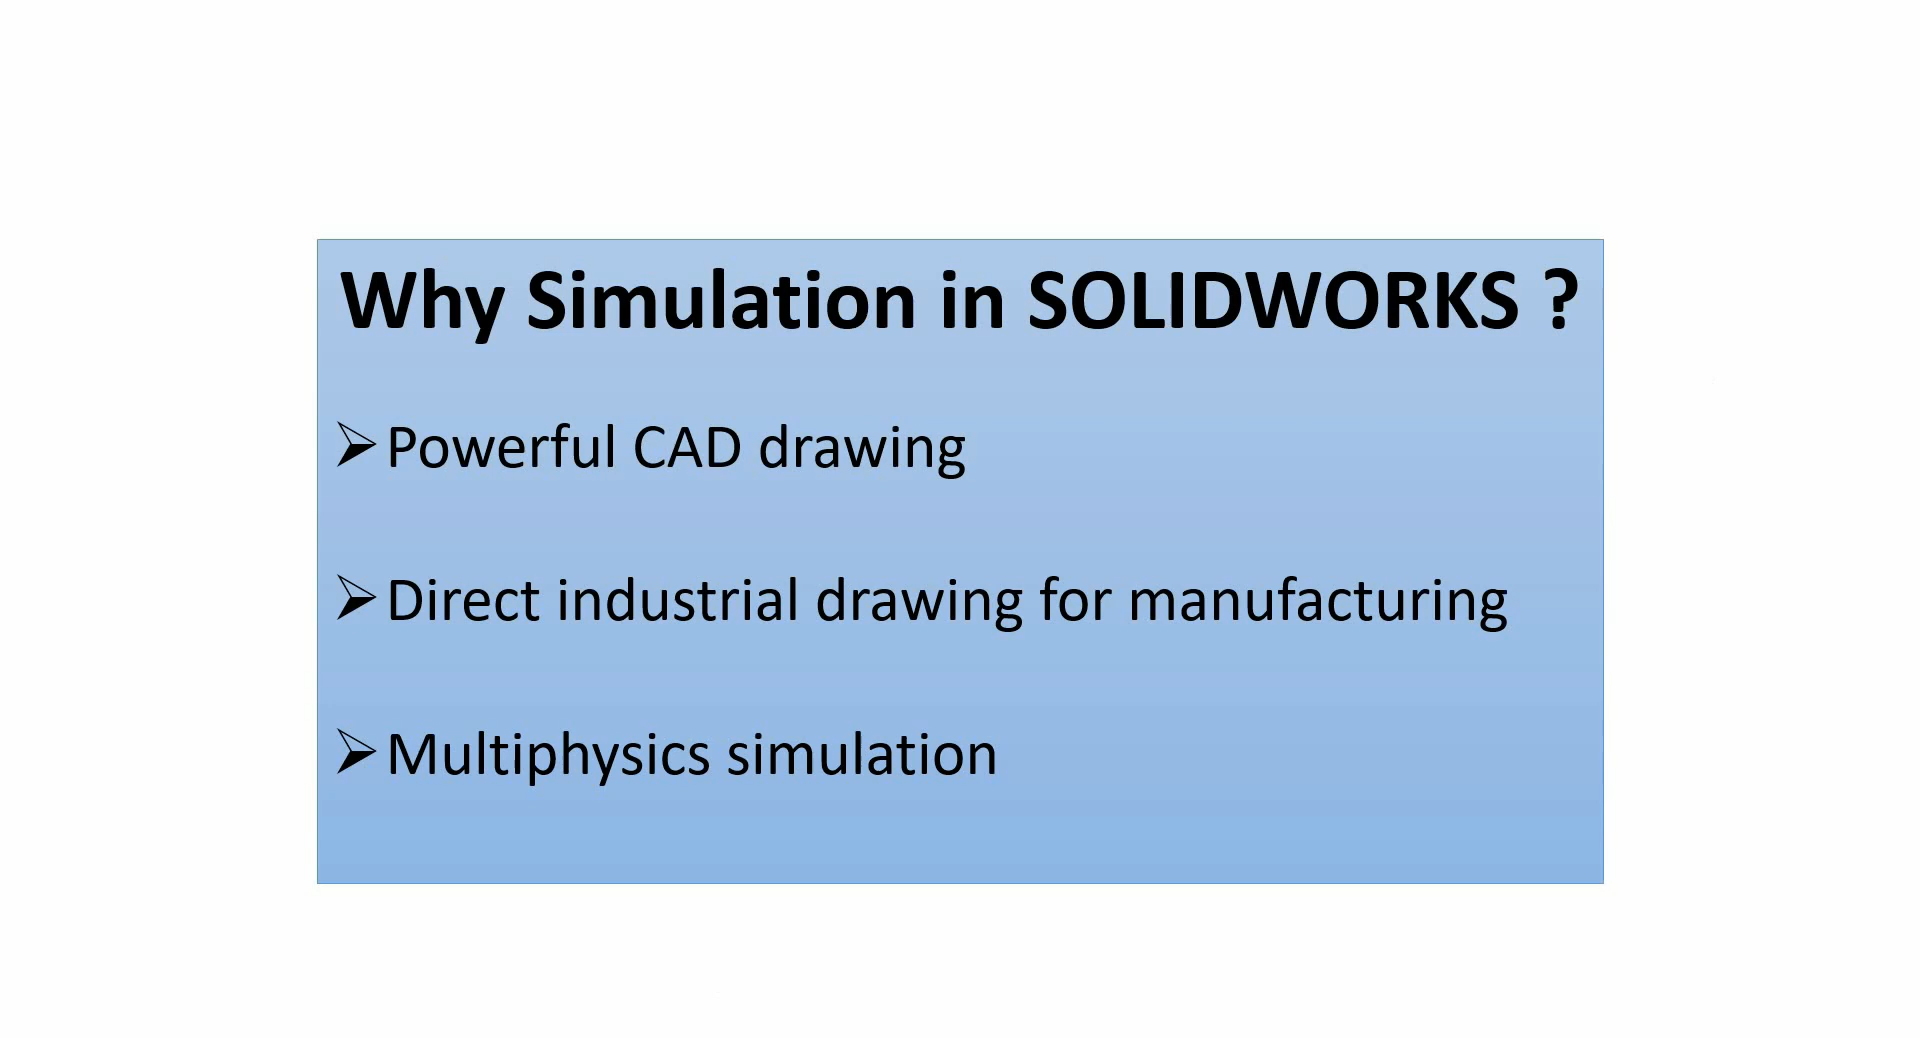 Why Simulation in SOLIDWORKS ?
➢Powerful CAD drawing
➢Direct industrial drawing for manufacturing
➢Multiphysics simulation